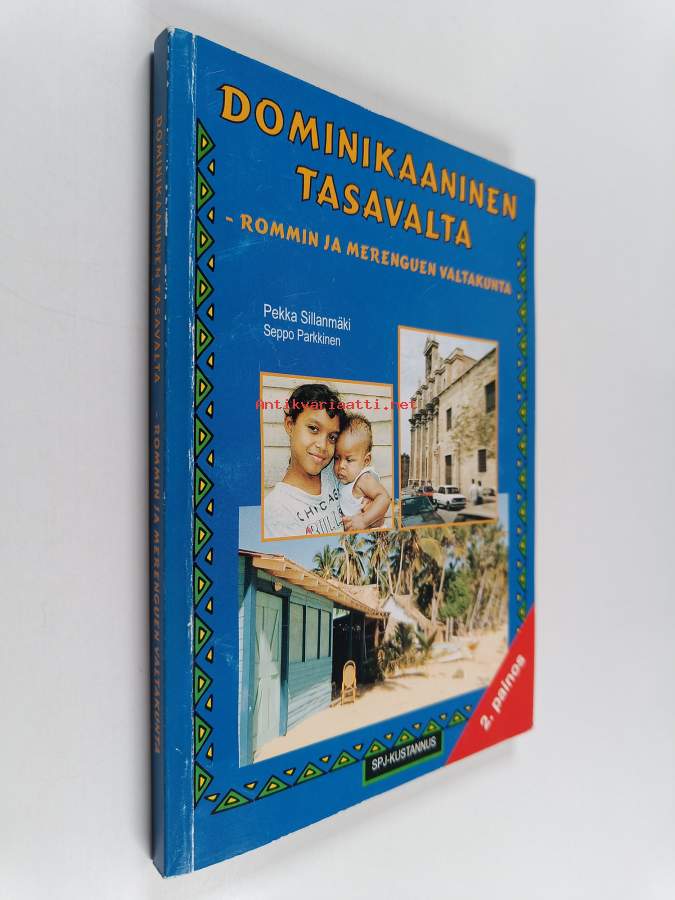 DOMINIKAANINEN TASAVALTA - ROMMIN JA MERENGUEN VALTAKUNTA
DOMINIKAANINEN
TASAVALTA
- ROMMIN JA MERENGUEN VALTAKUNTA
Pekka Sillanmäki
Seppo Parkkinen
Antikvariaatti.net
CHICAGO
BULLS
2. painos
SPJ-KUSTANNUS